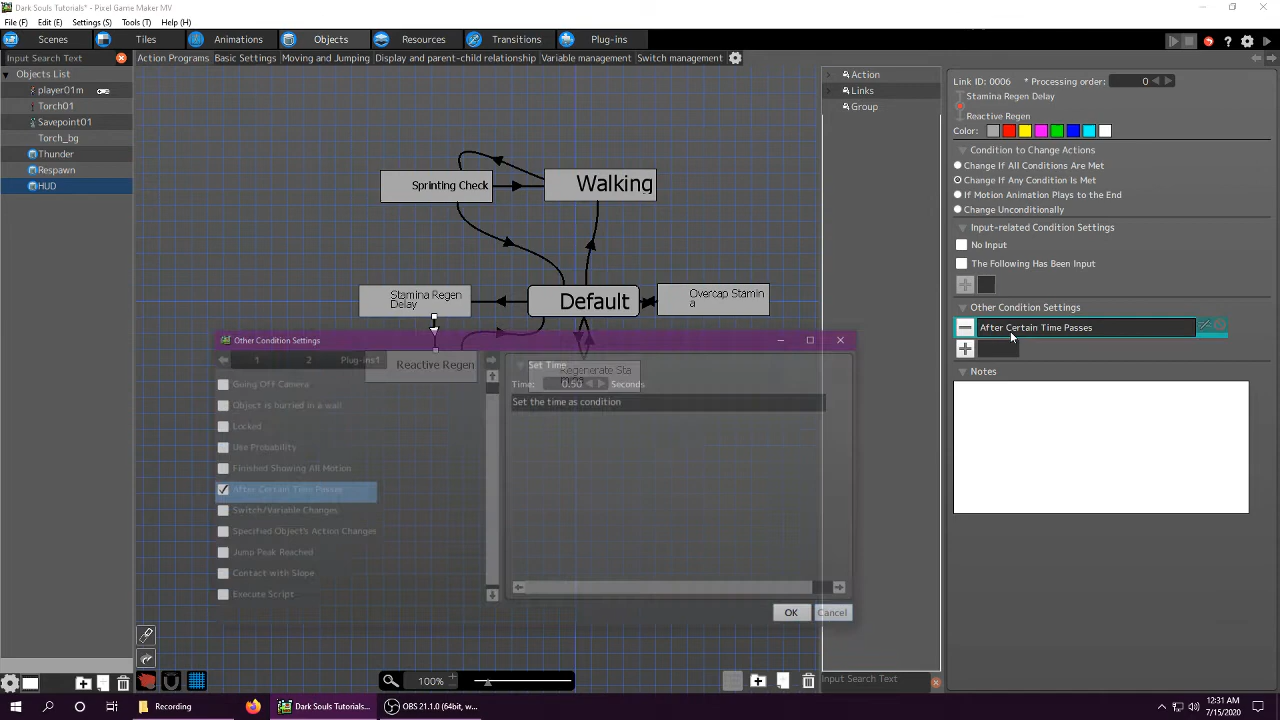 Dark Souls Tutorials* - Pixel Game Maker MV
File (F) Edit (E) Settings (S) Tools (T) Help (H)
Scenes Tiles Animations Objects Resources Transitions Plug-ins
Input Search Text
Action Programs Basic Settings Moving and Jumping Display and parent-child relationship Variable management Switch management
Objects List
player01m
Torch01
Savepoint01
Torch_bg
Thunder
Respawn
HUD
Sprinting Check
Walking
Stamina Regen
Delay
Default
Overcap Stamin
a
Reactive Regen
Regenerate Sta
Other Condition Settings
1 2 Plug-ins1
Going Off Camera
Object is burried in a wall
Locked
Use Probability
Finished Showing All Motion
After Certain Time Passes
Switch/Variable Changes
Specified Object's Action Changes
Jump Peak Reached
Contact with Slope
Execute Script
Set Time
Time: 0.50 Seconds
Set the time as condition
OK Cancel
100%
Action
Links
Group
Input Search Text
Link ID: 0006 * Processing order: 0
Stamina Regen Delay
Reactive Regen
Color:
Condition to Change Actions
Change If All Conditions Are Met
Change If Any Condition Is Met
If Motion Animation Plays to the End
Change Unconditionally
Input-related Condition Settings
No Input
The Following Has Been Input
Other Condition Settings
After Certain Time Passes
Notes
Recording
Dark Souls Tutorials...
OBS 21.1.0 (64bit, w...
12:31 AM
7/15/2020